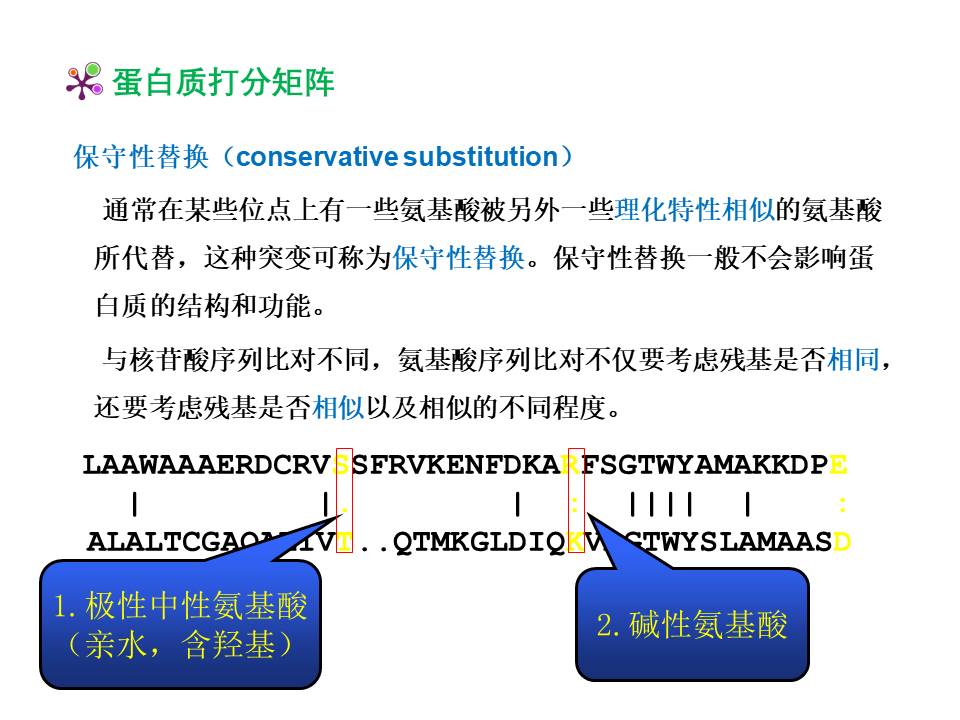 蛋白质打分矩阵
保守性替换（conservative substitution）
通常在某些位点上有一些氨基酸被另外一些理化特性相似的氨基酸
所代替，这种突变可称为保守性替换。保守性替换一般不会影响蛋
白质的结构和功能。
与核苷酸序列比对不同，氨基酸序列比对不仅要考虑残基是否相同，
还要考虑残基是否相似以及相似的不同程度。
LAAWAAAERDCRVSSFRVKENFDKARFSGTWYAMAKKDPE
| |. | : |||| | :
ALALTCGA VT..QTMKGLDIQKV GTWYSLAMAASD
1.极性中性氨基酸
（亲水，含羟基）
2.碱性氨基酸